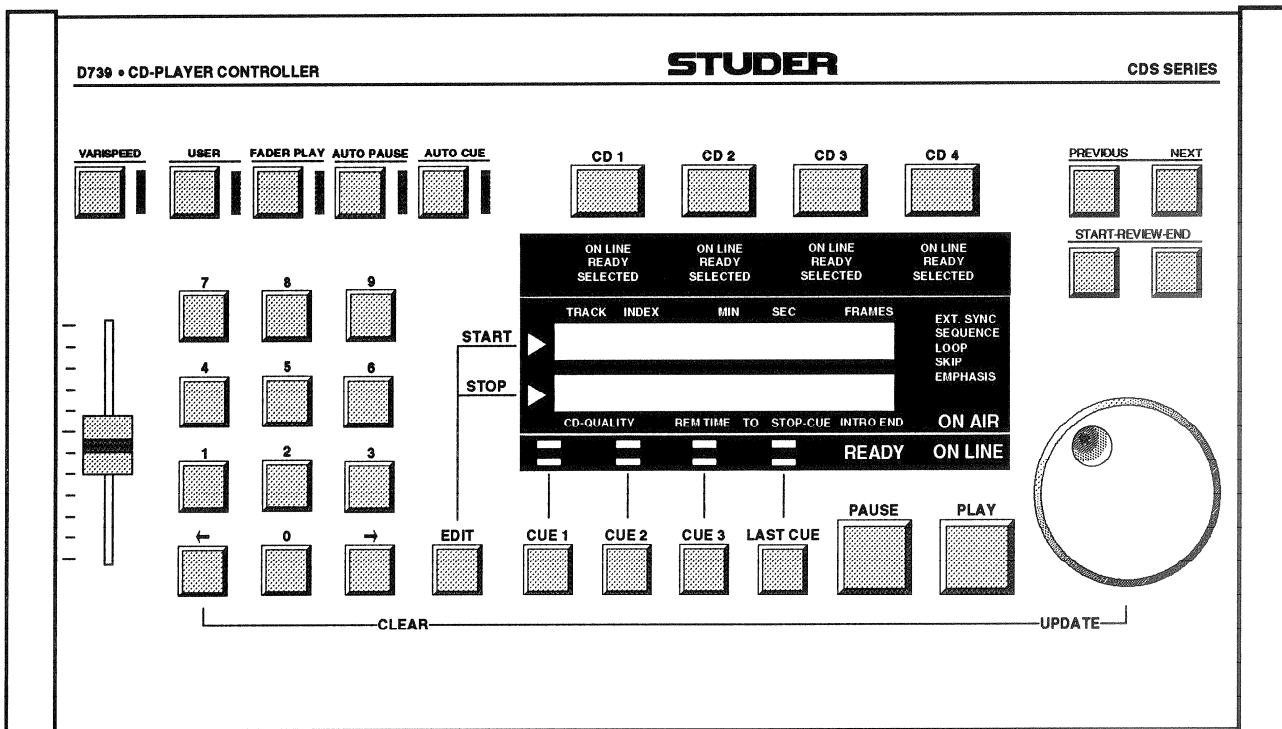 STUDER
D739 • CD-PLAYER CONTROLLER
CDS SERIES
VARISPEED USER FADER PLAY AUTO PAUSE AUTO CUE
CD 1 CD 2 CD 3 CD 4
PREVIOUS NEXT
START-REVIEW-END
ON LINE ON LINE ON LINE ON LINE
READY READY READY READY
SELECTED SELECTED SELECTED SELECTED
7 8 9
TRACK INDEX MIN SEC FRAMES
EXT. SYNC
SEQUENCE
LOOP
SKIP
EMPHASIS
START
STOP
4 5 6
CD-QUALITY REM TIME TO STOP-CUE INTRO END ON AIR
READY ON LINE
1 2 3
← 0 →
EDIT CUE 1 CUE 2 CUE 3 LAST CUE PAUSE PLAY
CLEAR UPDATE